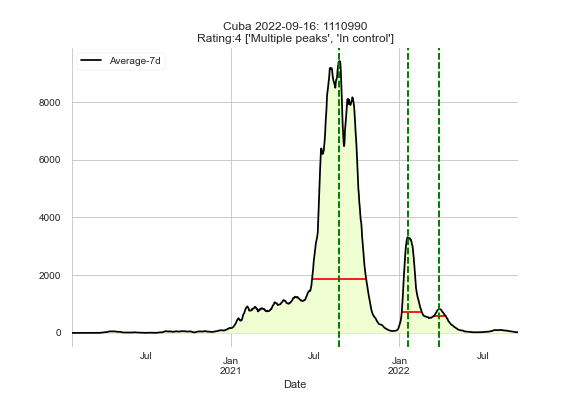 Cuba 2022-09-16: 1110990
Rating:4 ['Multiple peaks', 'In control']
Average-7d
8000
6000
4000
2000
0
Jul
Jan
2021
Jul
Jan
2022
Jul
Date